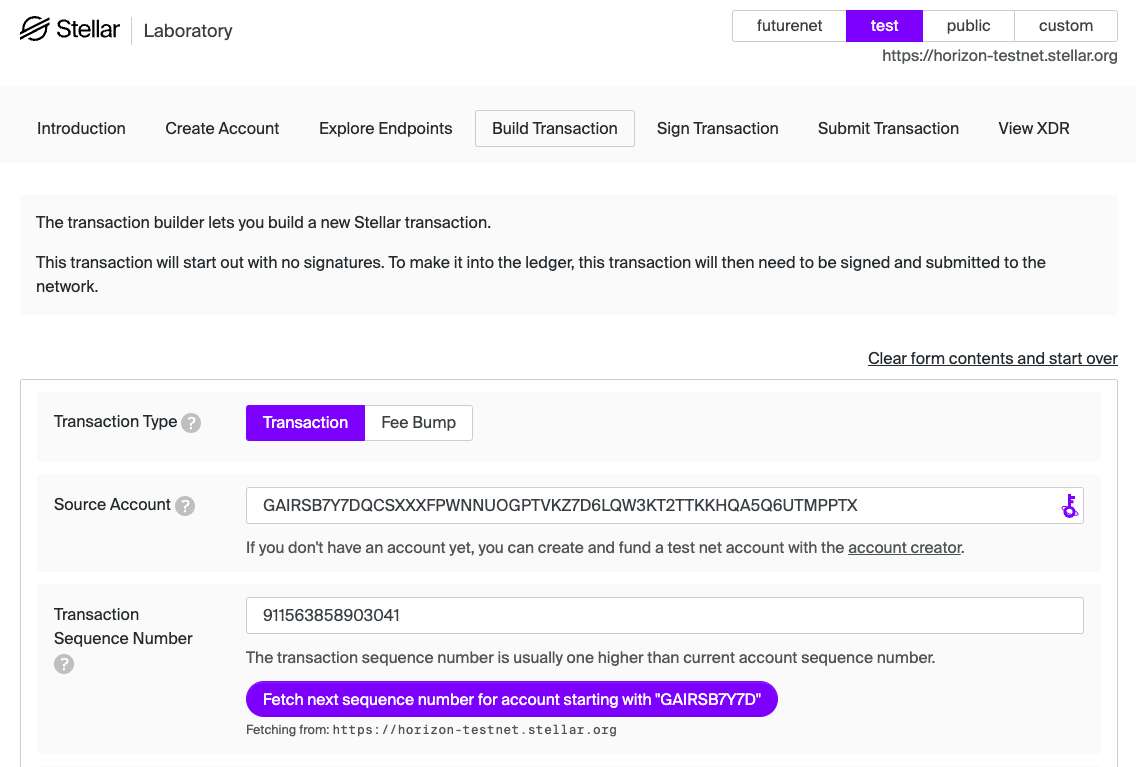 Stellar Laboratory
futurenet test public custom
https://horizon-testnet.stellar.org
Introduction Create Account Explore Endpoints Build Transaction Sign Transaction Submit Transaction View XDR
The transaction builder lets you build a new Stellar transaction.
This transaction will start out with no signatures. To make it into the ledger, this transaction will then need to be signed and submitted to the
network.
Clear form contents and start over
Transaction Type ? Transaction Fee Bump
Source Account ? GAIRSB7Y7DQCSXXXFPWNNUOGPTVKZ7D6LQW3KT2TTKKHQA5Q6UTMPPTX
If you don't have an account yet, you can create and fund a test net account with the account creator.
Transaction
Sequence Number
?
911563858903041
The transaction sequence number is usually one higher than current account sequence number.
Fetch next sequence number for account starting with "GAIRSB7Y7D"
Fetching from: https://horizon-testnet.stellar.org